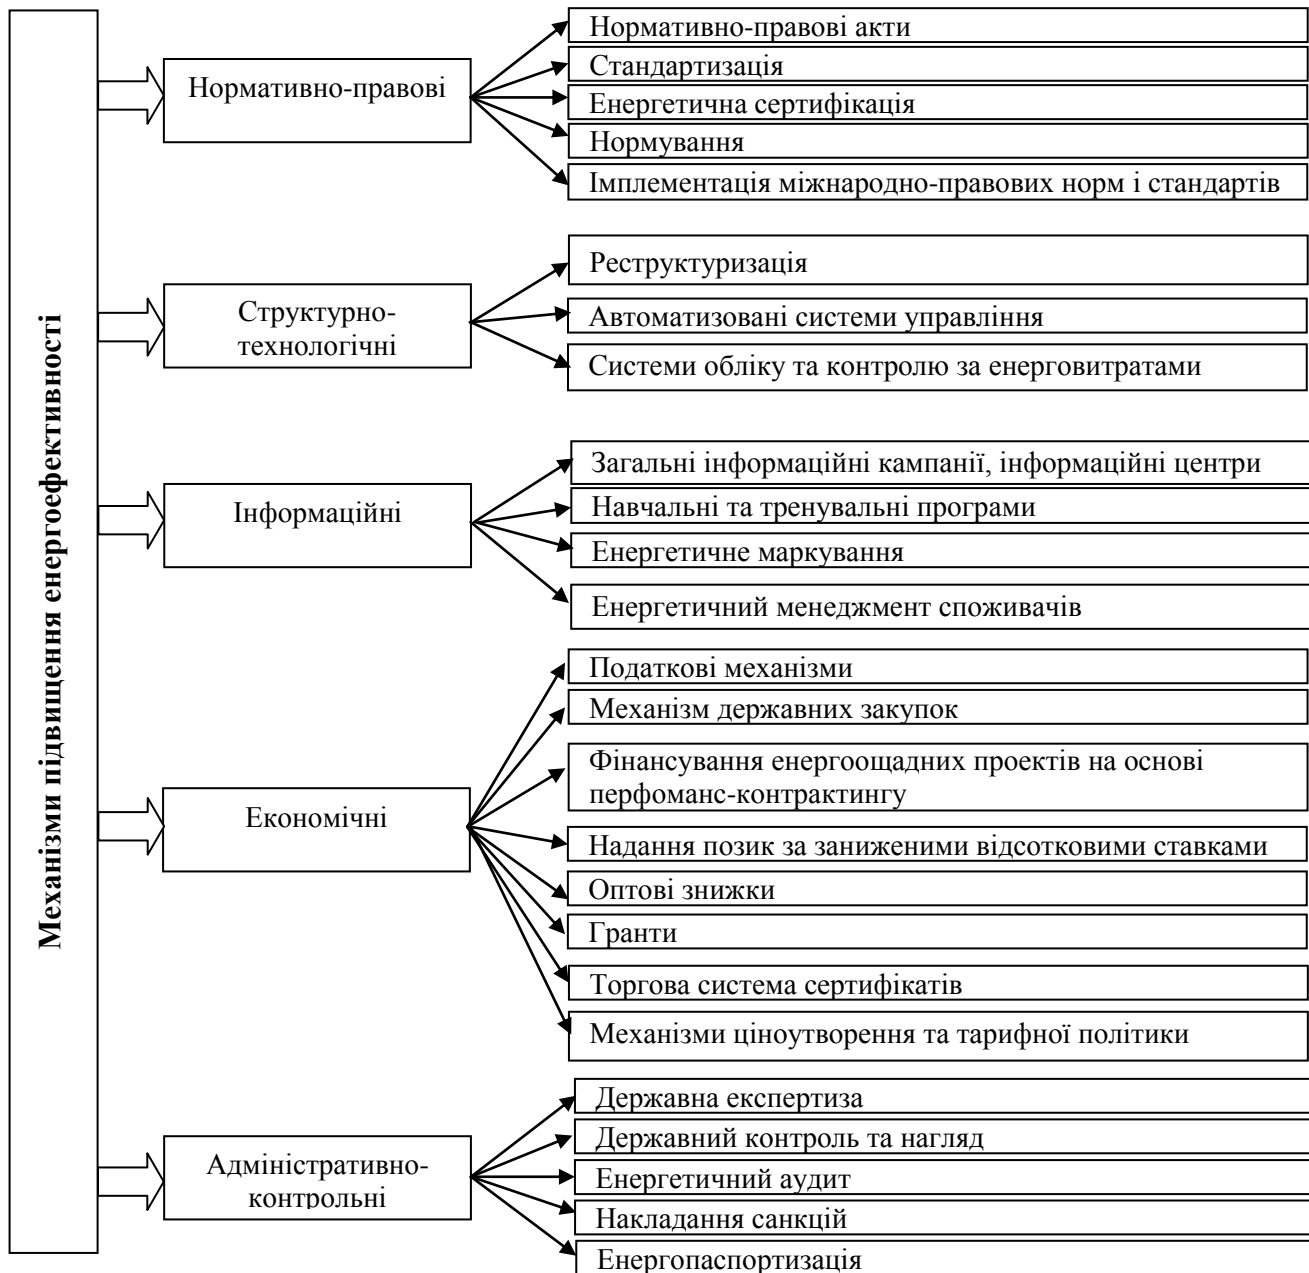 Механізми підвищення енергоефективності
Нормативно-правові
Нормативно-правові акти
Стандартизація
Енергетична сертифікація
Нормування
Імплементація міжнародно-правових норм і стандартів
Структурно-
технологічні
Реструктуризація
Автоматизовані системи управління
Системи обліку та контролю за енерговитратами
Інформаційні
Загальні інформаційні кампанії, інформаційні центри
Навчальні та тренувальні програми
Енергетичне маркування
Енергетичний менеджмент споживачів
Економічні
Податкові механізми
Механізм державних закупок
Фінансування енергоощадних проектів на основі
перфоманс-контрактингу
Надання позик за заниженими відсотковими ставками
Оптові знижки
Гранти
Торгова система сертифікатів
Механізми ціноутворення та тарифної політики
Адміністративно-
контрольні
Державна експертиза
Державний контроль та нагляд
Енергетичний аудит
Накладання санкцій
Енергопаспортизація